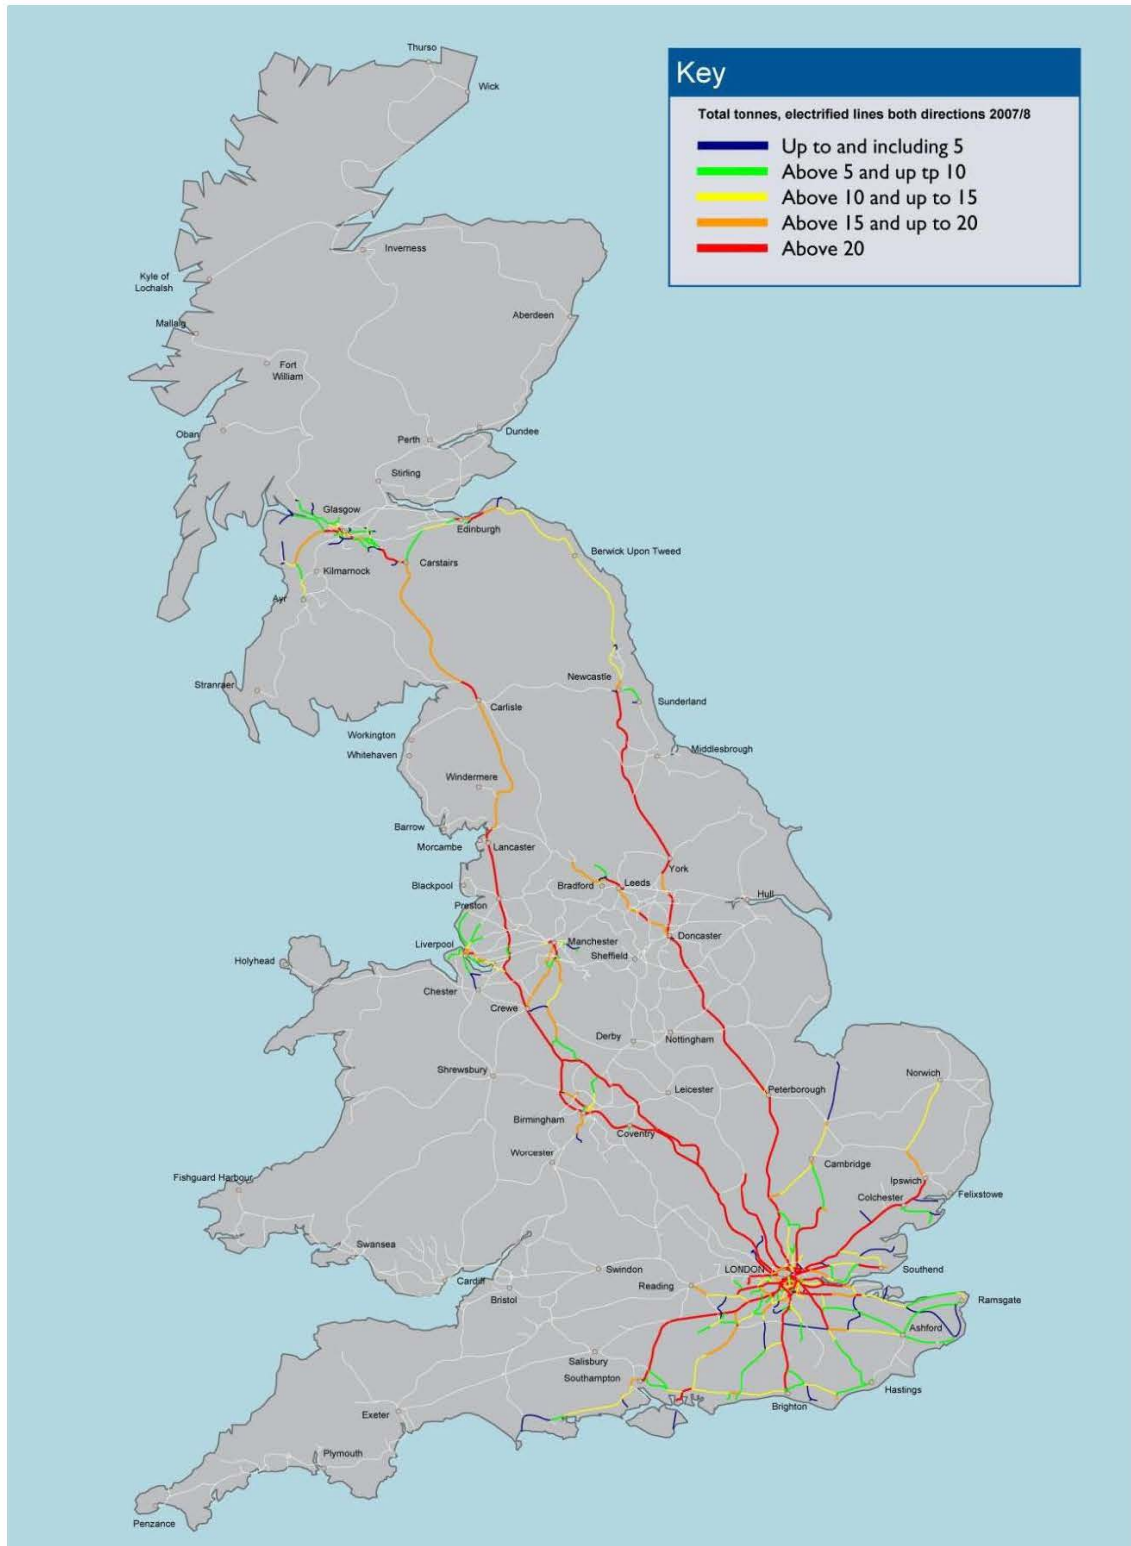 Key
Total tonnes, electrified lines both directions 2007/8
Up to and including 5
Above 5 and up tp 10
Above 10 and up to 15
Above 15 and up to 20
Above 20
Thurso
Wick
Inverness
Kyle of
Lochalsh
Aberdeen
Mallaig
Fort
William
Oban
Perth
Dundee
Stirling
Glasgow
Edinburgh
Berwick Upon Tweed
Carstairs
Kilmarnock
Ayr
Newcastle
Stranraer
Sunderland
Carlisle
Workington
Whitehaven
Middlesbrough
Windermere
Barrow
Morcambe
Lancaster
York
Blackpool
Bradford
Leeds
Hull
Preston
Liverpool
Manchester
Doncaster
Sheffield
Holyhead
Chester
Crewe
Derby
Nottingham
Shrewsbury
Norwich
Leicester
Peterborough
Birmingham
Coventry
Worcester
Cambridge
Fishguard Harbour
Ipswich
Colchester
Felixstowe
Swansea
LONDON
Southend
Swindon
Cardiff
Reading
Bristol
Ramsgate
Ashford
Salisbury
Southampton
Hastings
Brighton
Exeter
Plymouth
Penzance